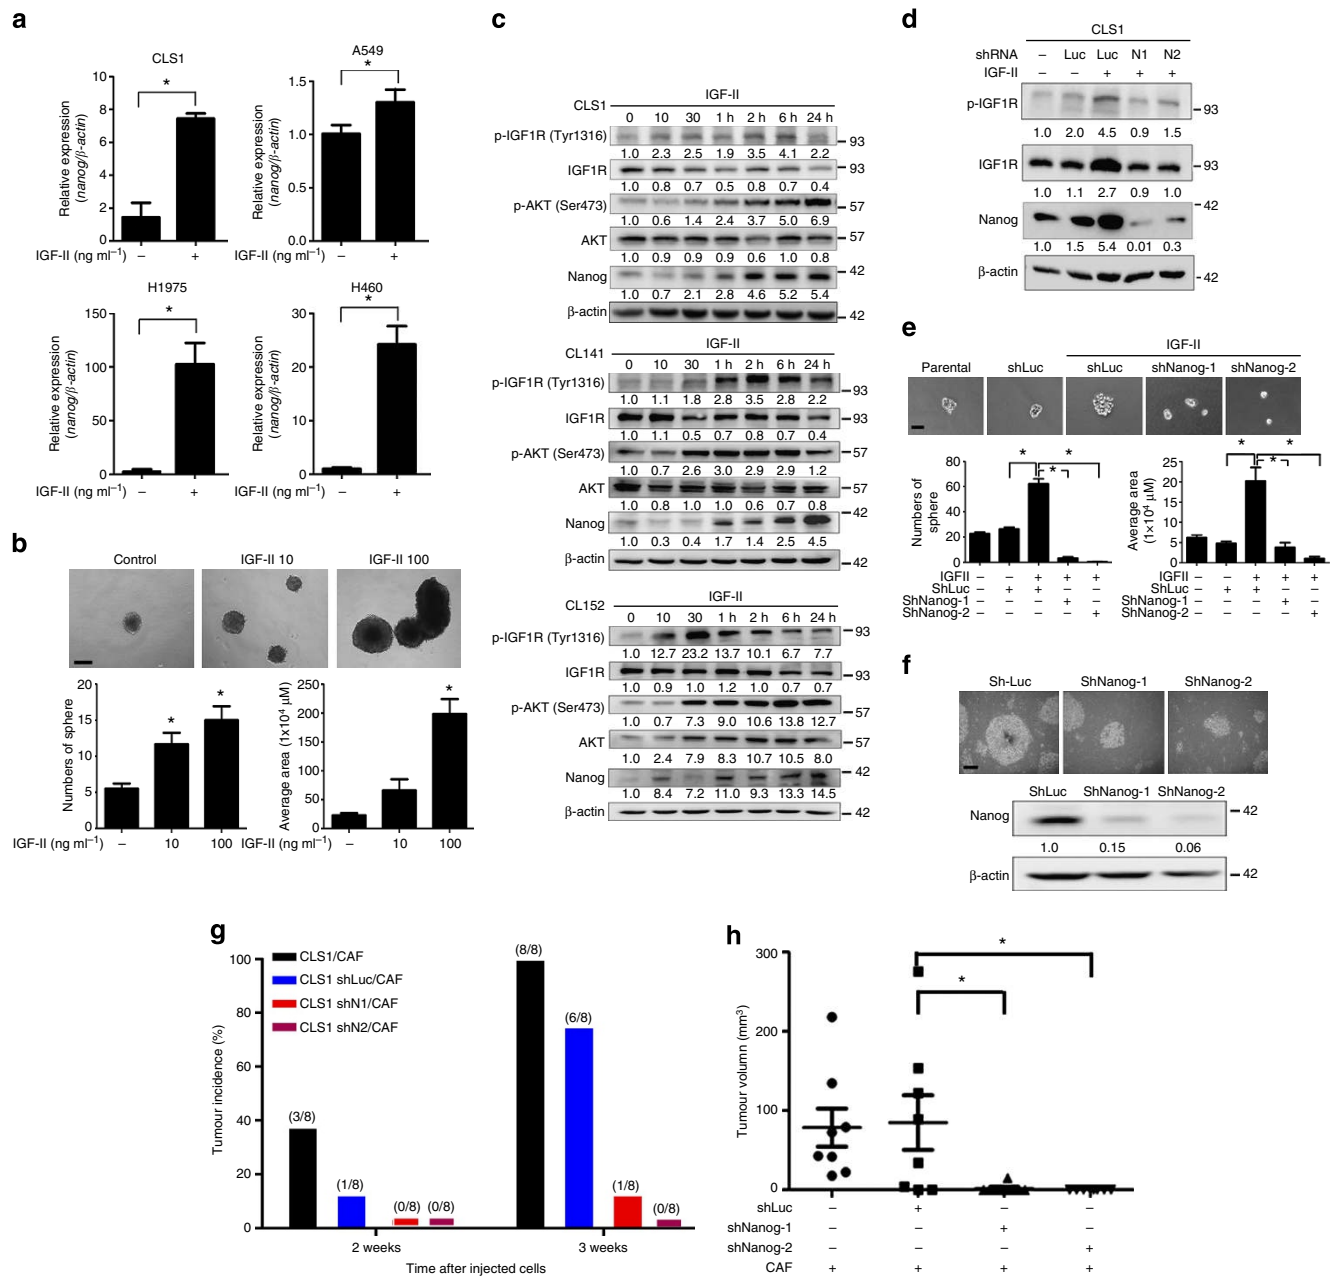 a
CLS1
Relative expression
(nanog/β-actin)
10
8
6
4
2
0
*
IGF-II (ng ml⁻¹) – +
A549
Relative expression
(nanog/β-actin)
1.5
1.0
0.5
0.0
*
IGF-II (ng ml⁻¹) – +
H1975
Relative expression
(nanog/β-actin)
150
100
50
0
*
IGF-II (ng ml⁻¹) – +
H460
Relative expression
(nanog/β-actin)
30
20
10
0
*
IGF-II (ng ml⁻¹) – +
b
Control IGF-II 10 IGF-II 100
Numbers of sphere
20
15
10
5
0
* *
IGF-II (ng ml⁻¹) – 10 100
Average area (1x10⁴ μM)
250
200
150
100
50
0
*
IGF-II (ng ml⁻¹) – 10 100
c
IGF-II
CLS1 0 10 30 1 h 2 h 6 h 24 h
p-IGF1R (Tyr1316) 93
1.0 2.3 2.5 1.9 3.5 4.1 2.2
IGF1R 93
1.0 0.8 0.7 0.5 0.8 0.7 0.4
p-AKT (Ser473) 57
1.0 0.6 1.4 2.4 3.7 5.0 6.9
AKT 57
1.0 0.9 0.9 0.9 0.6 1.0 0.8
Nanog 42
1.0 0.7 2.1 2.8 4.6 5.2 5.4
β-actin 42
IGF-II
CL141 0 10 30 1 h 2 h 6 h 24 h
p-IGF1R (Tyr1316) 93
1.0 1.1 1.8 2.8 3.5 2.8 2.2
IGF1R 93
1.0 1.1 0.5 0.7 0.8 0.7 0.4
p-AKT (Ser473) 57
1.0 0.7 2.6 3.0 2.9 2.9 1.2
AKT 57
1.0 0.8 1.0 1.0 0.6 0.7 0.8
Nanog 42
1.0 0.3 0.4 1.7 1.4 2.5 4.5
β-actin 42
IGF-II
CL152 0 10 30 1 h 2 h 6 h 24 h
p-IGF1R (Tyr1316) 93
1.0 12.7 23.2 13.7 10.1 6.7 7.7
IGF1R 93
1.0 0.9 1.0 1.2 1.0 0.7 0.7
p-AKT (Ser473) 57
1.0 0.7 7.3 9.0 10.6 13.8 12.7
AKT 57
1.0 2.4 7.9 8.3 10.7 10.5 8.0
Nanog 42
1.0 8.4 7.2 11.0 9.3 13.3 14.5
β-actin 42
d
CLS1
shRNA – Luc Luc N1 N2
IGF-II – – + + +
p-IGF1R 93
1.0 2.0 4.5 0.9 1.5
IGF1R 93
1.0 1.1 2.7 0.9 1.0
Nanog 42
1.0 1.5 5.4 0.01 0.3
β-actin 42
e
IGF-II
Parental shLuc shLuc shNanog-1 shNanog-2
Numbers of
sphere
80
60
40
20
0
* * *
IGFII – – + + +
ShLuc – + + – –
ShNanog-1 – – – + –
ShNanog-2 – – – – +
Average area
(1×10⁴ μM)
25
20
15
10
5
0
* * *
IGFII – – + + +
ShLuc – + + – –
ShNanog-1 – – – + –
ShNanog-2 – – – – +
f
Sh-Luc ShNanog-1 ShNanog-2
ShLuc ShNanog-1 ShNanog-2
Nanog 42
1.0 0.15 0.06
β-actin 42
g
Tumour incidence (%)
100
80
60
40
20
0
CLS1/CAF
CLS1 shLuc/CAF
CLS1 shN1/CAF
CLS1 shN2/CAF
(3/8) (1/8) (0/8) (0/8)
(8/8) (6/8) (1/8) (0/8)
2 weeks 3 weeks
Time after injected cells
h
Tumour volumn (mm³)
300
200
100
0
* *
shLuc – + – –
shNanog-1 – – + –
shNanog-2 – – – +
CAF + + + +